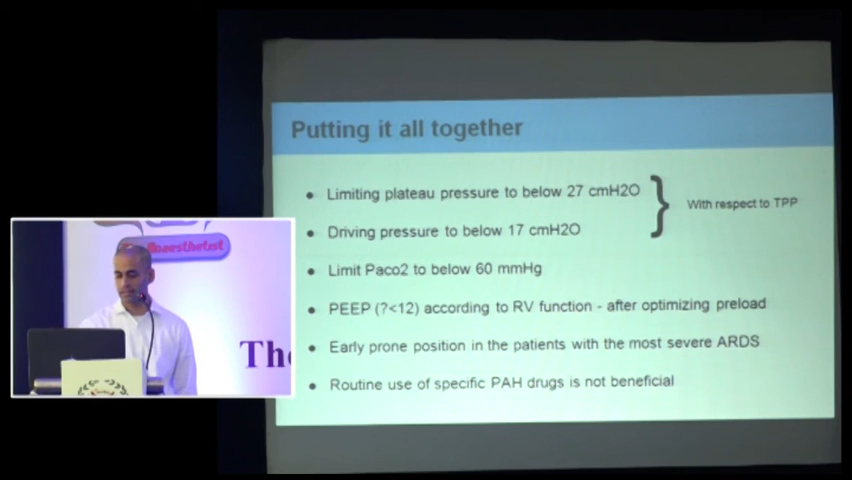 Putting it all together
• Limiting plateau pressure to below 27 cmH2O
• Driving pressure to below 17 cmH2O
} With respect to TPP
• Limit Paco2 to below 60 mmHg
• PEEP (?<12) according to RV function - after optimizing preload
• Early prone position in the patients with the most severe ARDS
• Routine use of specific PAH drugs is not beneficial
naesthetist
The